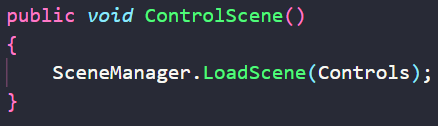 public void ControlScene()
{
    SceneManager.LoadScene(Controls);
}